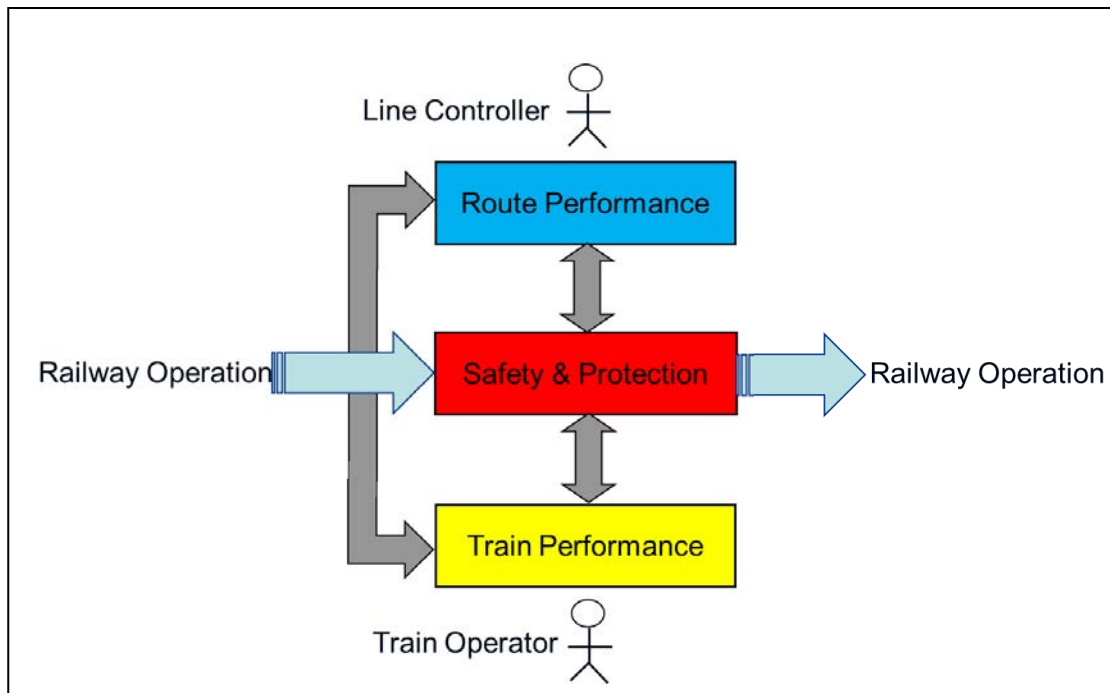 Line Controller
Route Performance
Railway Operation
Safety & Protection
Railway Operation
Train Performance
Train Operator